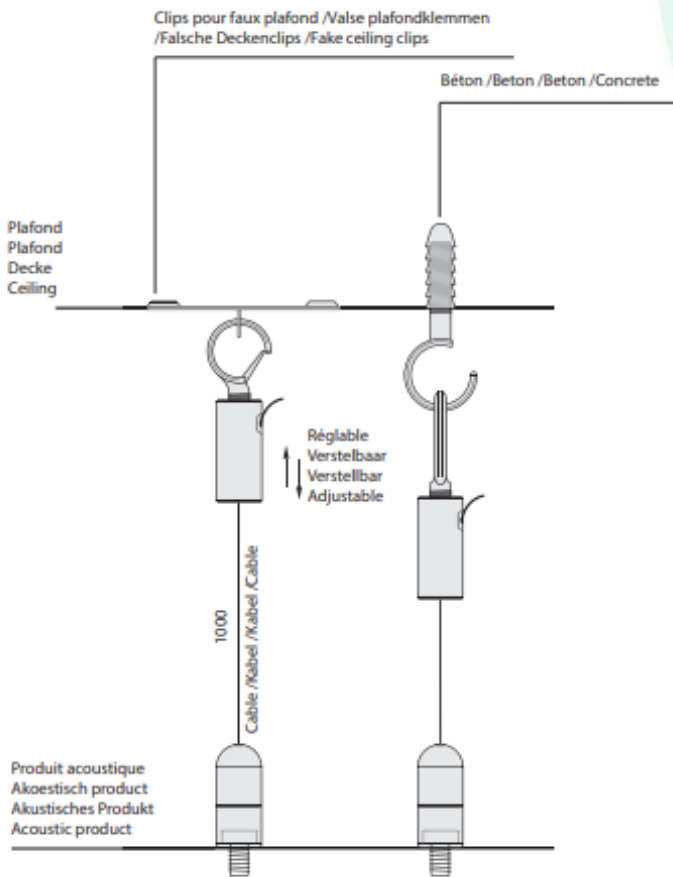 Clips pour faux plafond /Valse plafondklemmen
/Falsche Deckenclips /Fake ceiling clips
Béton /Beton /Beton /Concrete
Plafond
Plafond
Decke
Ceiling
Réglable
Verstelbaar
Verstellbar
Adjustable
1000
Cable /Kabel /Kabel /Cable
Produit acoustique
Akoestisch product
Akustisches Produkt
Acoustic product